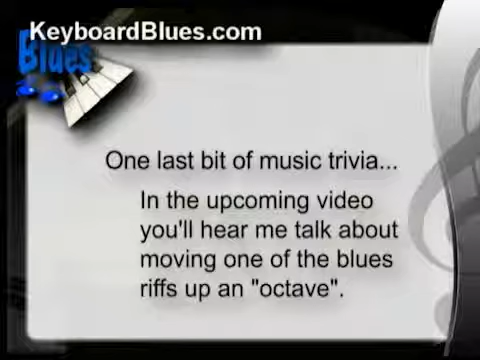 KeyboardBlues.com
Blues
One last bit of music trivia...
In the upcoming video
you'll hear me talk about
moving one of the blues
riffs up an "octave".